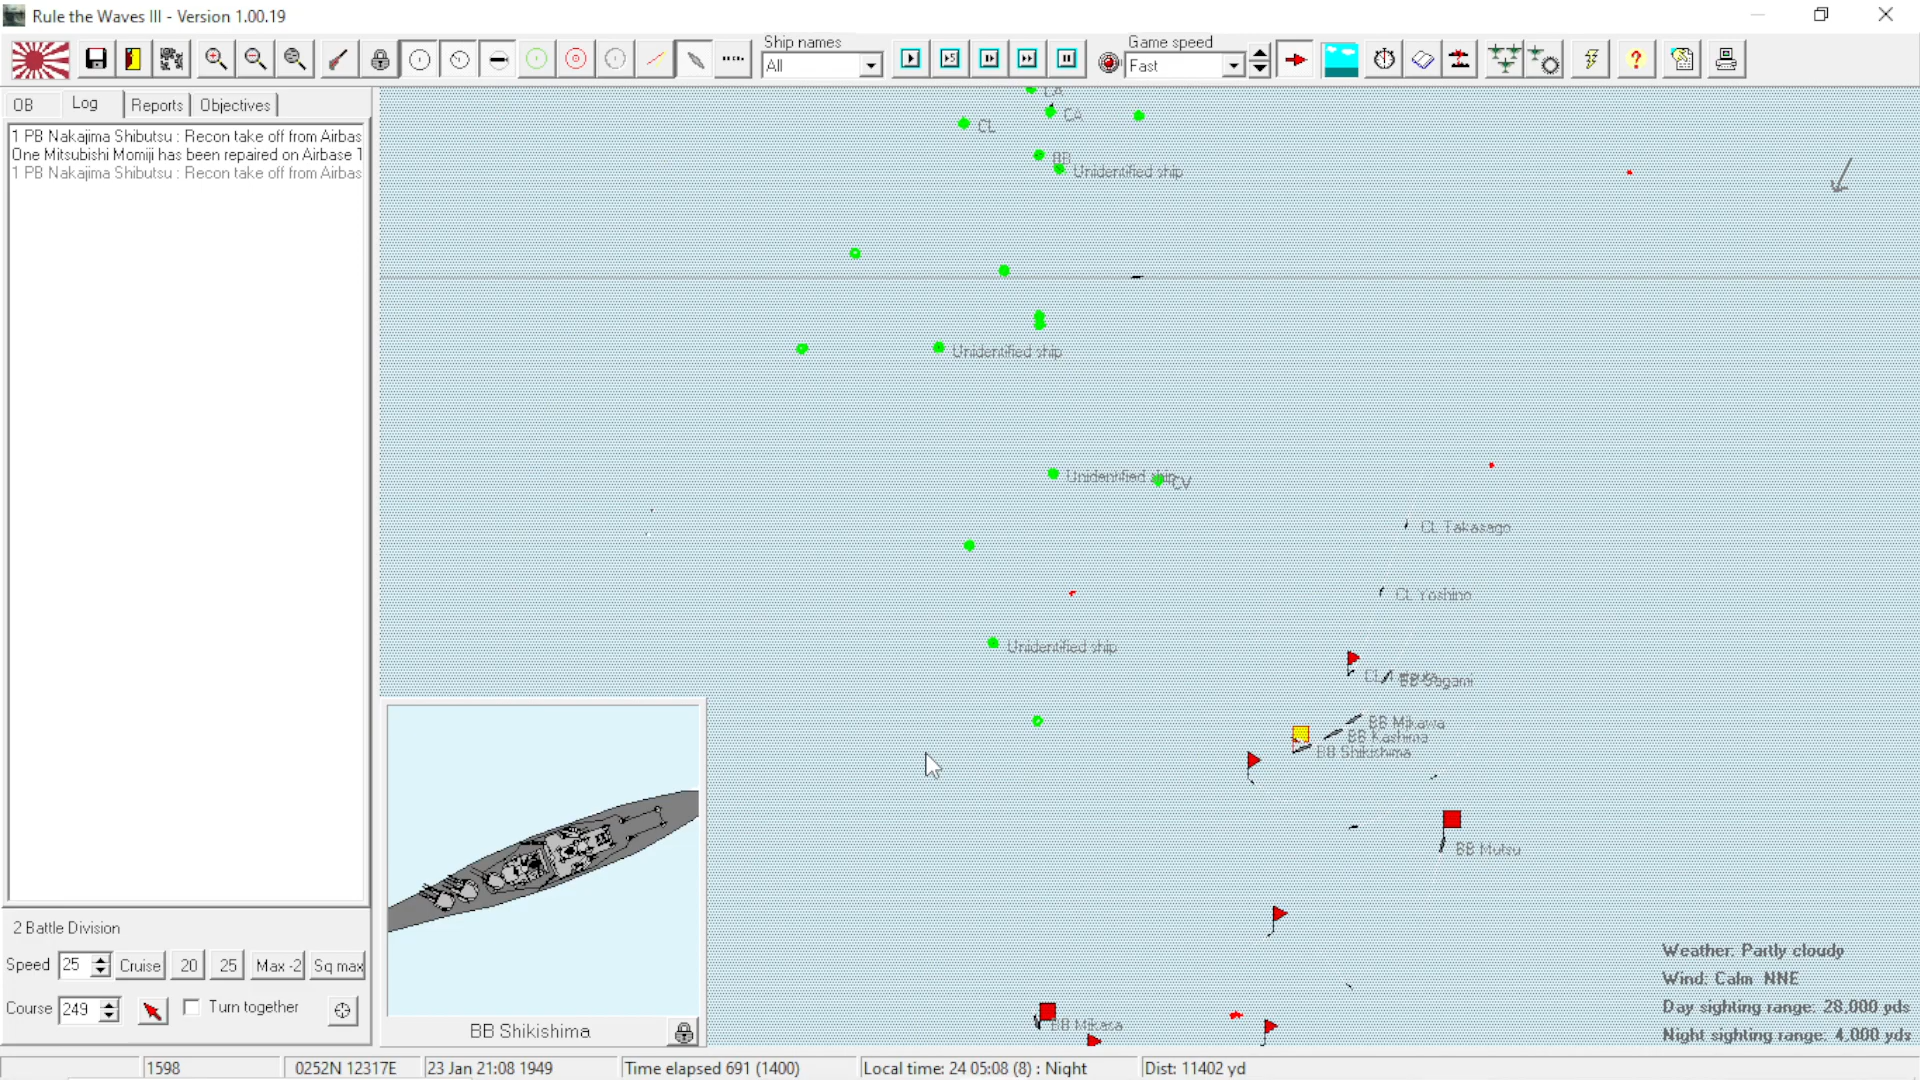 Rule the Waves III - Version 1.00.19
Ship names
All
Game speed
Fast
OB
Log
Reports
Objectives
1 PB Nakajima Shibutsu : Recon take off from Airbas
One Mitsubishi Momiji has been repaired on Airbase 1
1 PB Nakajima Shibutsu : Recon take off from Airbas
CA
CA
CL
BB
Unidentified ship
Unidentified ship
Unidentified ship
CV
CL Takasago
CL Yoshino
Unidentified ship
BB Sagami
BB Mikawa
BB Kashima
BB Shikishima
BB Mutsu
BB Mikasa
Weather: Partly cloudy
Wind: Calm NNE
Day sighting range: 28,000 yds
Night sighting range: 4,000 yds
2 Battle Division
Speed 25 Cruise 20 25 Max -2 Sq max
Course 249 Turn together
BB Shikishima
1598
0252N 12317E
23 Jan 21:08 1949
Time elapsed 691 (1400)
Local time: 24 05:08 (8) : Night
Dist: 11402 yd